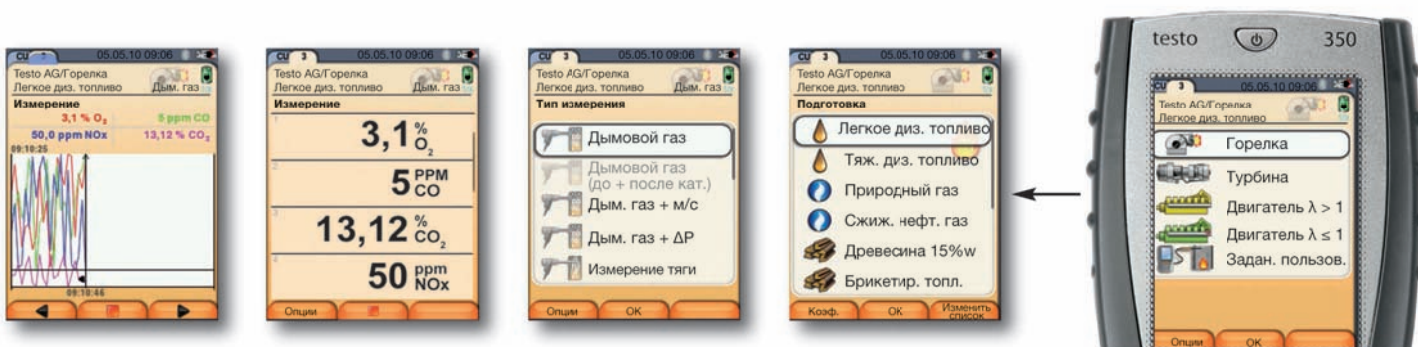 CU 3 05.05.10 09:06
Testo AG/Горелка
Легкое диз. топливо Дым. газ
Измерение
3,1 % O₂ 5 ppm CO
50,0 ppm NOx 13,12 % CO₂
09:10:25
09:10:46
CU 3 05.05.10 09:06
Testo AG/Горелка
Легкое диз. топливо Дым. газ
Измерение
1
3,1 % O₂
5 PPM CO
3
13,12 % CO₂
50 ppm NOx
Опции
CU 3 05.05.10 09:06
Testo AG/Горелка
Легкое диз. топливо Дым. газ
Тип измерения
Дымовой газ
Дымовой газ
(до + после кат.)
Дым. газ + м/с
Дым. газ + ΔP
Измерение тяги
Опции OK
CU 3 05.05.10 09:06
Testo AG/Горелка
Легкое диз. топливо
Подготовка
Легкое диз. топливо
Тяж. диз. топливо
Природный газ
Сжиж. нефт. газ
Древесина 15%w
Брикетир. топл.
Коэф. OK Изменить
список
testo 350
CU 3 05.05.10 09:06
Testo AG/Горелка
Легкое диз. топливо
Горелка
Турбина
Двигатель λ > 1
Двигатель λ ≤ 1
Задан. пользов.
Опции OK